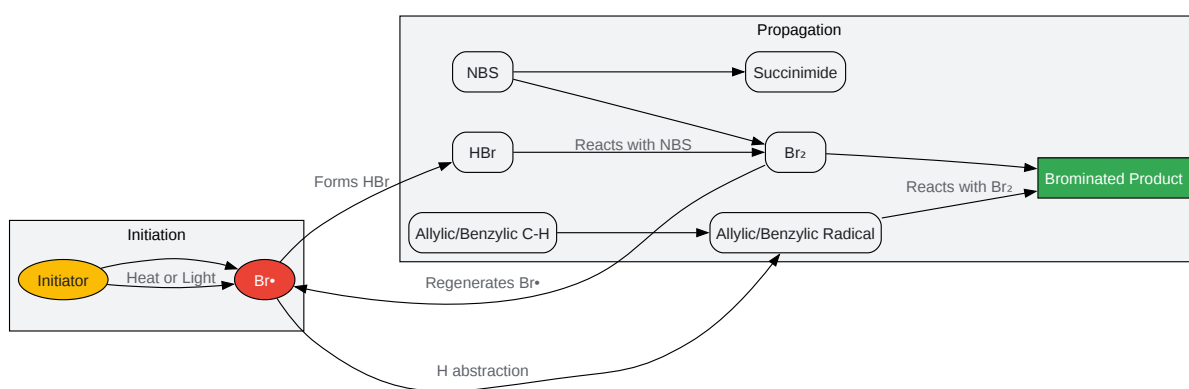 Propagation
NBS
Succinimide
HBr
Reacts with NBS
Br₂
Forms HBr
Brominated Product
Reacts with Br₂
Initiation
Allylic/Benzylic C-H
Allylic/Benzylic Radical
Initiator
Heat or Light
Br•
Regenerates Br•
H abstraction